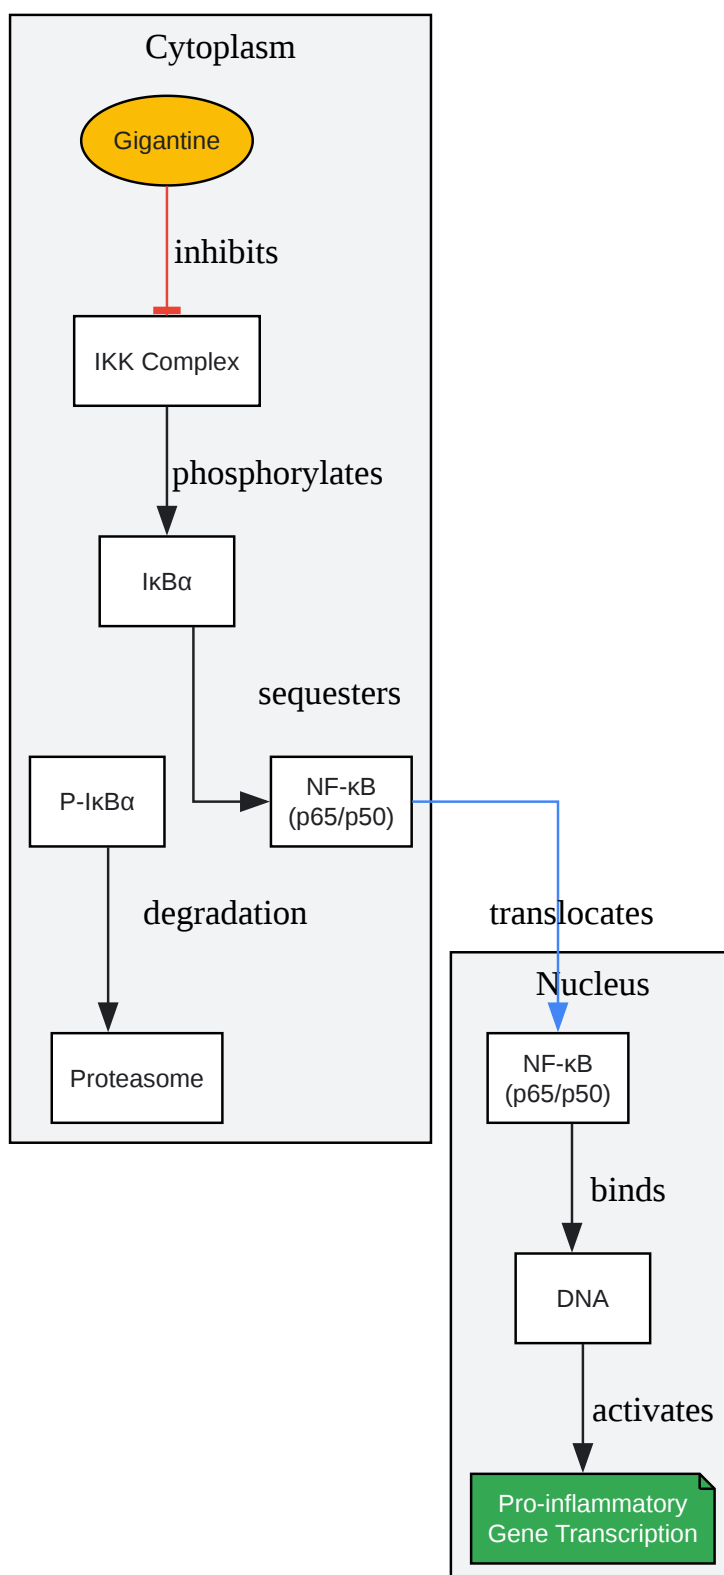 Cytoplasm
Gigantine
inhibits
IKK Complex
phosphorylates
IκBα
sequesters
P-IκBα
NF-κB
(p65/p50)
degradation
translocates
Nucleus
Proteasome
NF-κB
(p65/p50)
binds
DNA
activates
Pro-inflammatory
Gene Transcription